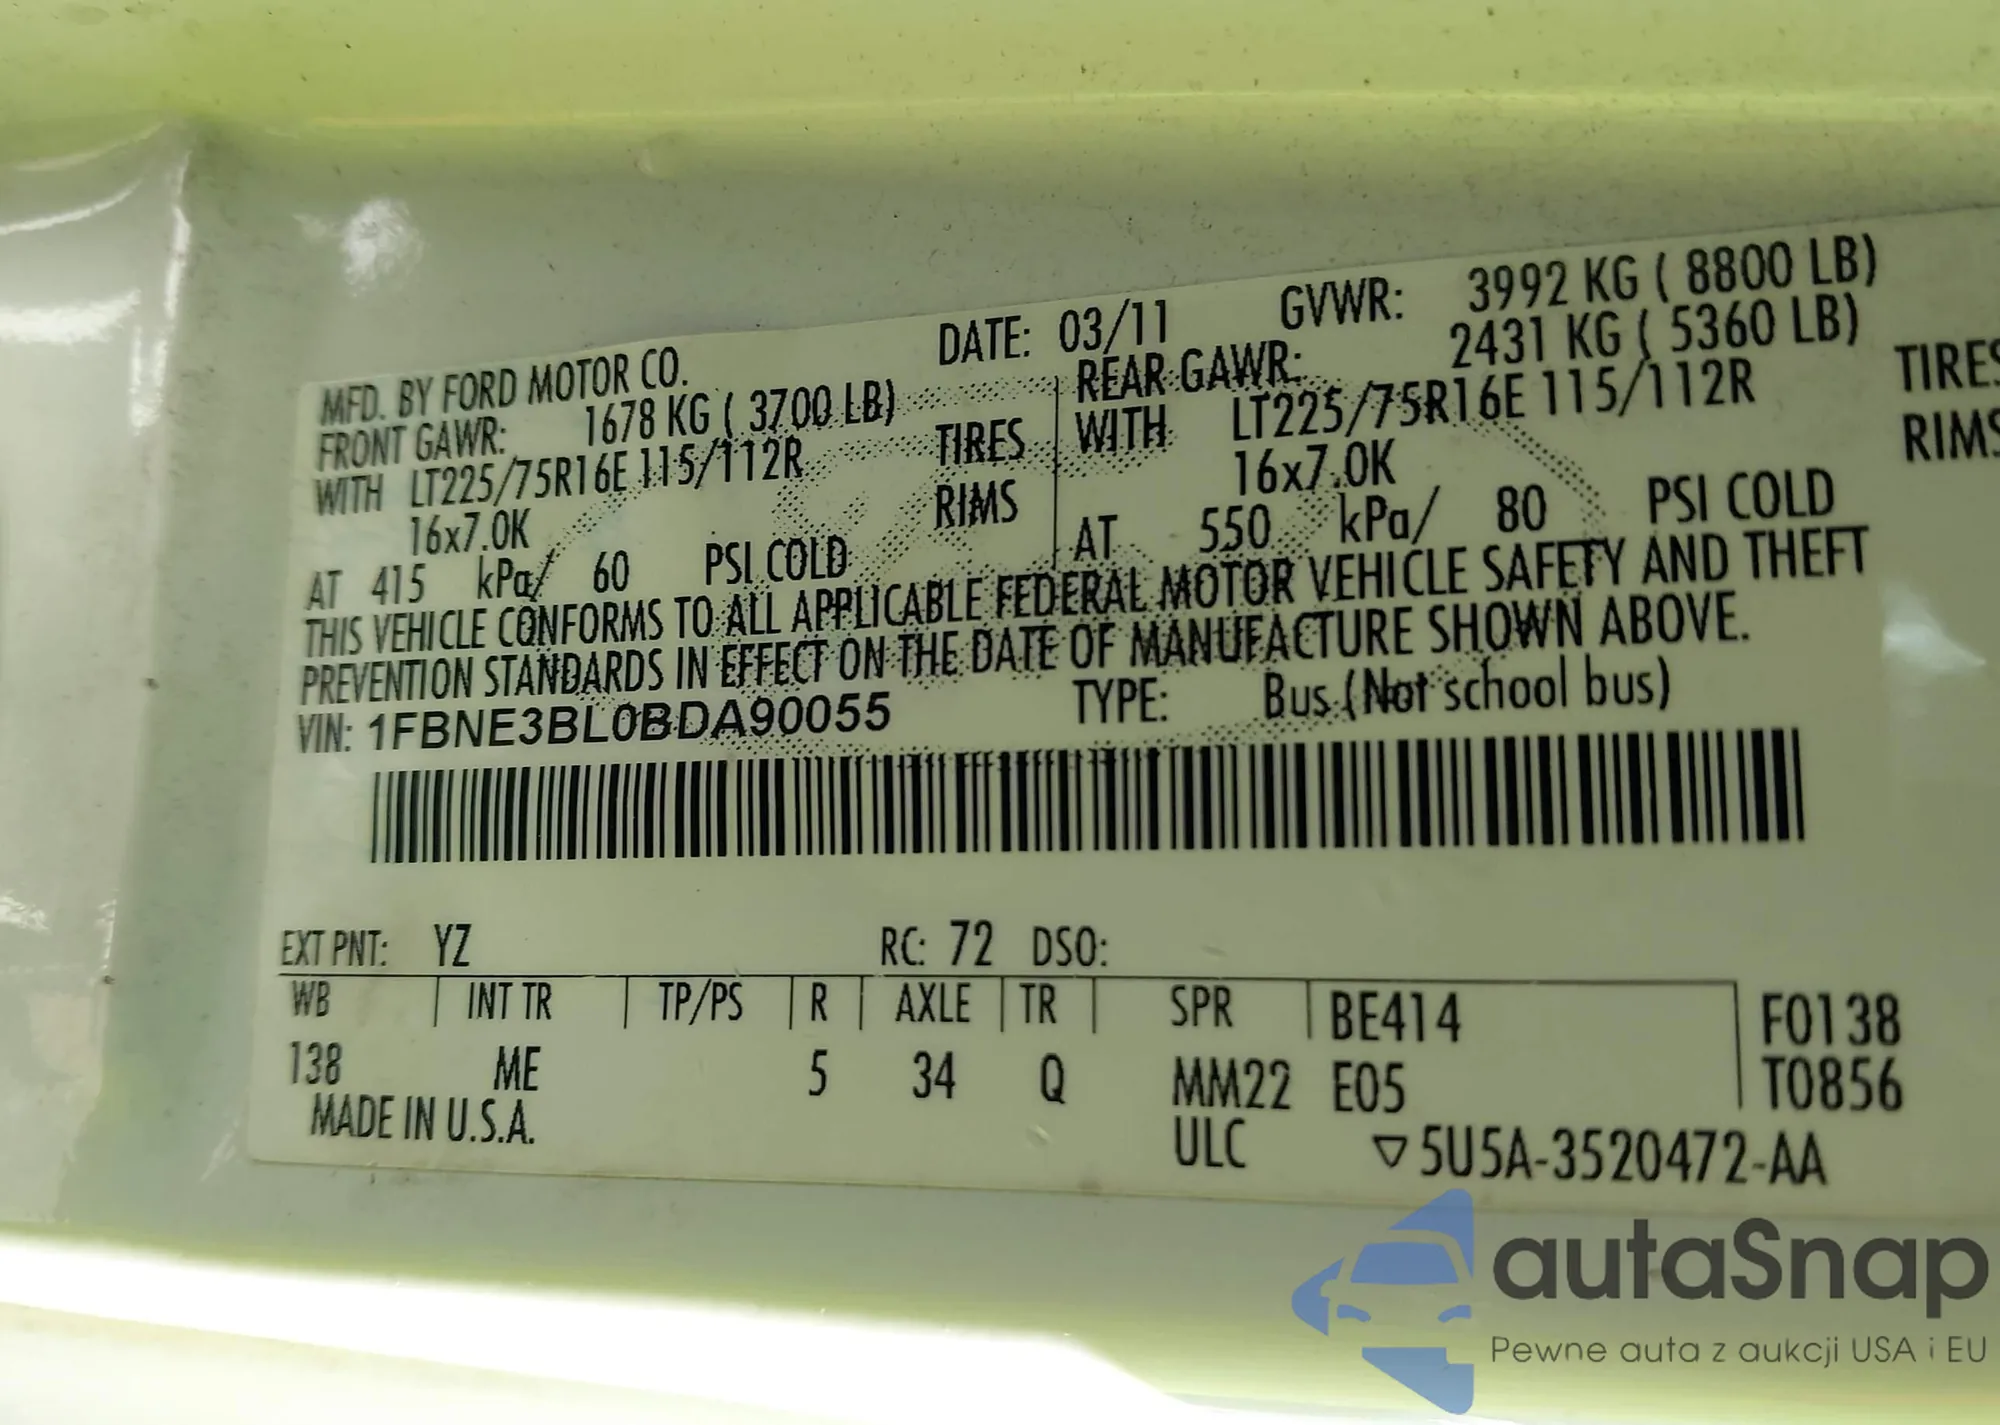 MFD. BY FORD MOTOR CO. DATE: 03/11 GVWR: 3992 KG ( 8800 LB)
FRONT GAWR: 1678 KG ( 3700 LB) REAR GAWR: 2431 KG ( 5360 LB)
WITH LT225/75R16E 115/112R TIRES WITH LT225/75R16E 115/112R TIRES
16x7.0K RIMS 16x7.0K RIMS
AT 415 kPa/ 60 PSI COLD AT 550 kPa/ 80 PSI COLD
THIS VEHICLE CONFORMS TO ALL APPLICABLE FEDERAL MOTOR VEHICLE SAFETY AND THEFT
PREVENTION STANDARDS IN EFFECT ON THE DATE OF MANUFACTURE SHOWN ABOVE.
VIN: 1FBNE3BL0BDA90055 TYPE: Bus (Not school bus)
EXT PNT: YZ RC: 72 DSO:
WB INT TR TP/PS R AXLE TR SPR BE414 F0138
138 ME 5 34 Q MM22 E05 T0856
MADE IN U.S.A. ULC ▽5U5A-3520472-AA
autaSnap
Pewne auta z aukcji USA i EU